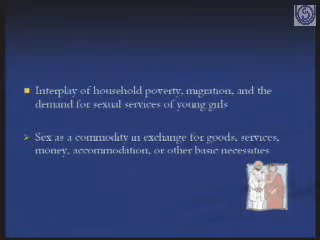 Interplay of household poverty, migration, and the
demand for sexual services of young girls
Sex as a commodity in exchange for goods, services,
money, accommodation, or other basic necessities